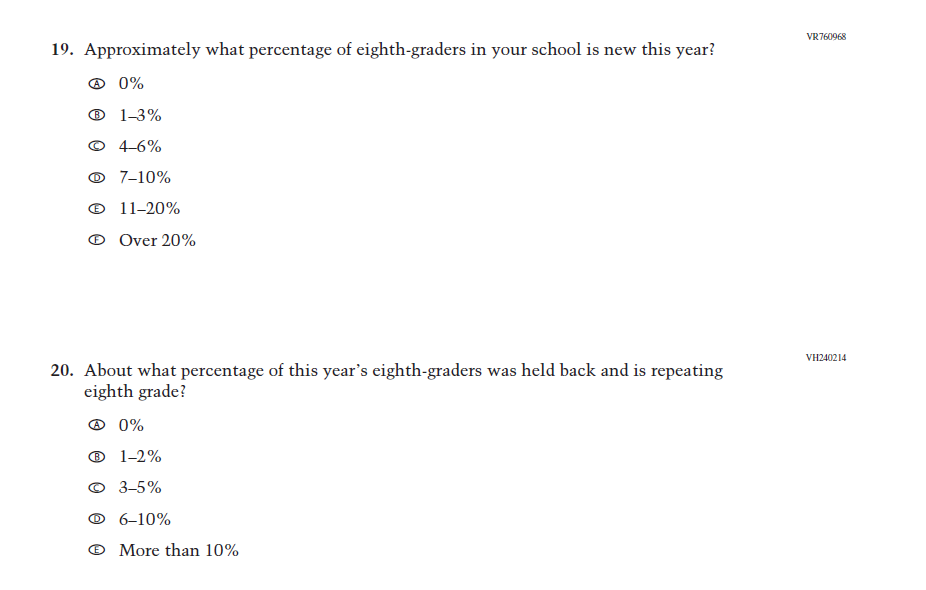 VR760968
19. Approximately what percentage of eighth-graders in your school is new this year?
Ⓐ 0%
Ⓑ 1–3%
Ⓒ 4–6%
Ⓓ 7–10%
Ⓔ 11–20%
Ⓕ Over 20%
VH240214
20. About what percentage of this year’s eighth-graders was held back and is repeating
eighth grade?
Ⓐ 0%
Ⓑ 1–2%
Ⓒ 3–5%
Ⓓ 6–10%
Ⓔ More than 10%